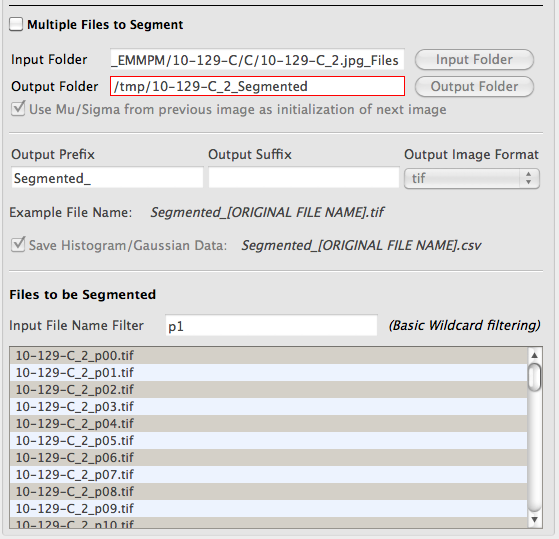 Multiple Files to Segment
Input Folder _EMMPM/10-129-C/C/10-129-C_2.jpg_Files Input Folder
Output Folder /tmp/10-129-C_2_Segmented Output Folder
Use Mu/Sigma from previous image as initialization of next image
Output Prefix Output Suffix Output Image Format
Segmented_ tif
Example File Name: Segmented_[ORIGINAL FILE NAME].tif
Save Histogram/Gaussian Data: Segmented_[ORIGINAL FILE NAME].csv
Files to be Segmented
Input File Name Filter p1 (Basic Wildcard filtering)
10-129-C_2_p00.tif
10-129-C_2_p01.tif
10-129-C_2_p02.tif
10-129-C_2_p03.tif
10-129-C_2_p04.tif
10-129-C_2_p05.tif
10-129-C_2_p06.tif
10-129-C_2_p07.tif
10-129-C_2_p08.tif
10-129-C_2_p09.tif
10-129-C_2_p10.tif